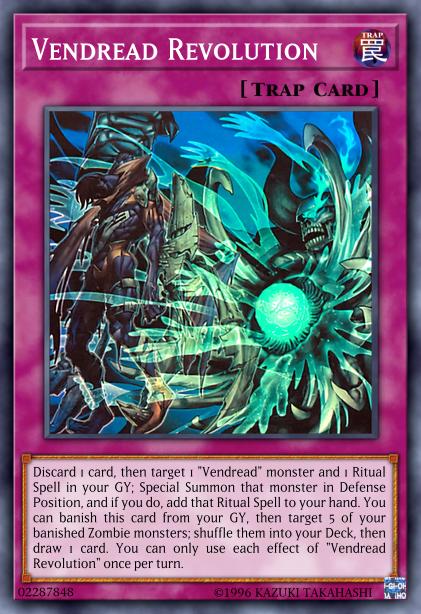 VENDREAD REVOLUTION
TRAP
罠
[TRAP CARD]
Discard 1 card, then target 1 "Vendread" monster and 1 Ritual
Spell in your GY; Special Summon that monster in Defense
Position, and if you do, add that Ritual Spell to your hand. You
can banish this card from your GY, then target 5 of your
banished Zombie monsters; shuffle them into your Deck, then
draw 1 card. You can only use each effect of "Vendread
Revolution" once per turn.
02287848
©1996 KAZUKI TAKAHASHI